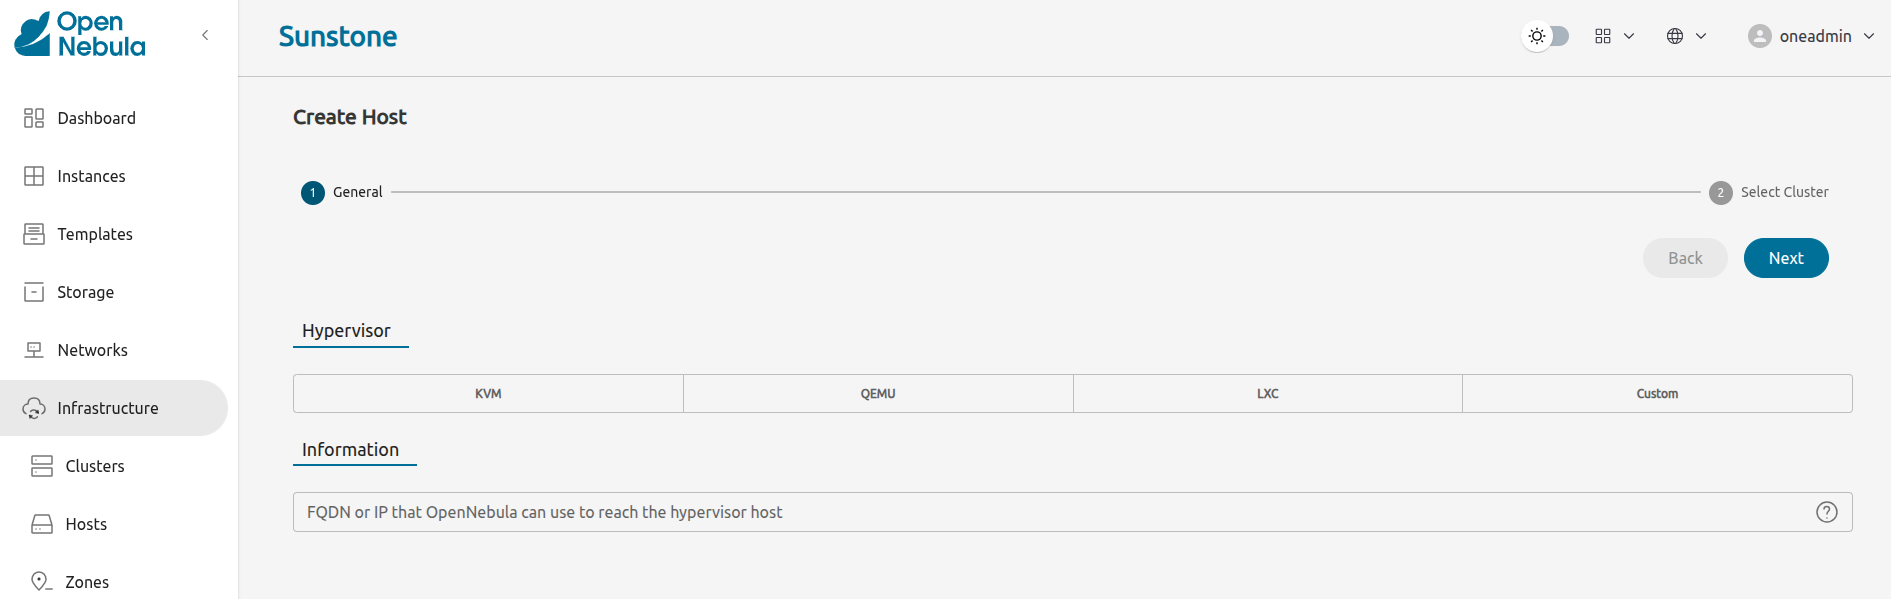 Open
Nebula
Sunstone
oneadmin
Dashboard
Instances
Templates
Storage
Networks
Infrastructure
Clusters
Hosts
Zones
Create Host
1 General
2 Select Cluster
Back
Next
Hypervisor
KVM QEMU LXC Custom
Information
FQDN or IP that OpenNebula can use to reach the hypervisor host ?